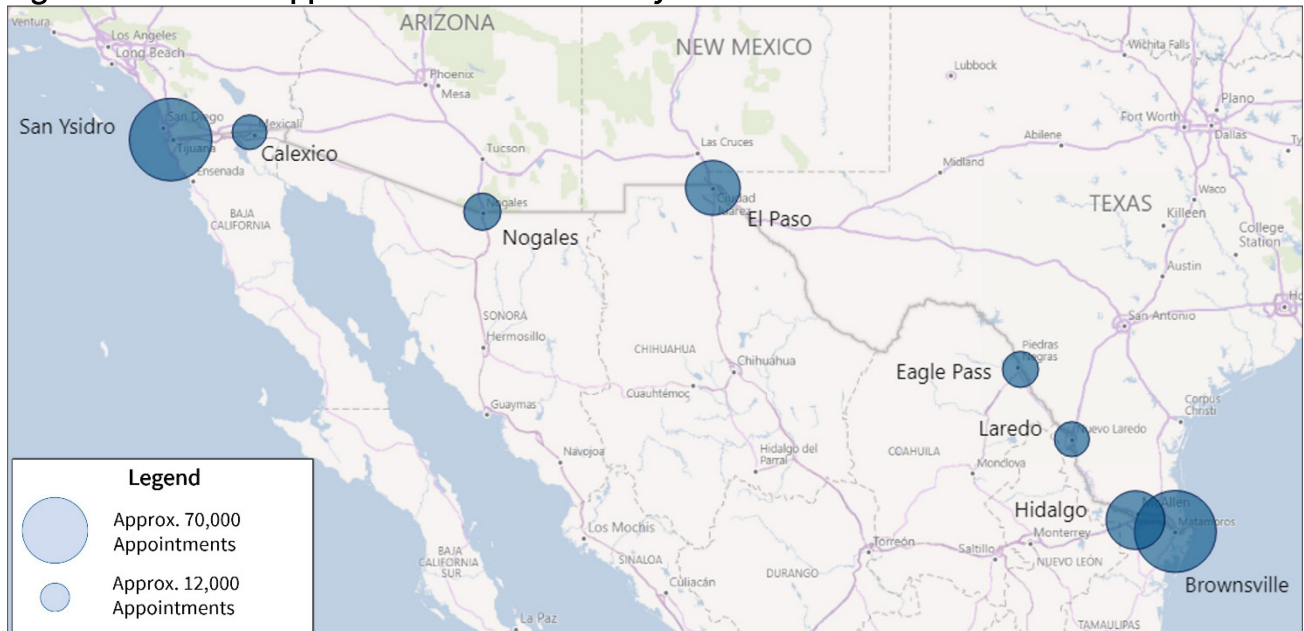 ARIZONA
NEW MEXICO
Ventura
Los Angeles
Long Beach
Phoenix
Mesa
Lubbock
Wichita Falls
Plano
Fort Worth
Dallas
San Ysidro
San Diego
Mexicali
Tijuana
Calexico
Ensenada
Tucson
Las Cruces
Abilene
Midland
Ciudad
Juárez
El Paso
TEXAS
Waco
Killeen
College
Station
BAJA
CALIFORNIA
Nogales
Nogales
Austin
San Antonio
SONORA
Hermosillo
CHIHUAHUA
Chihuahua
Cuauhtémoc
Piedras
Negras
Eagle Pass
Guaymas
Corpus
Christi
Laredo
Nuevo Laredo
Navojoa
Hidalgo del
Parral
COAHUILA
Monclova
Legend
Approx. 70,000
Appointments
Approx. 12,000
Appointments
Los Mochis
BAJA
CALIFORNIA
SUR
SINALOA
Culiacán
La Paz
Torreón
DURANGO
Saltillo
Monterrey
NUEVO LEÓN
Hidalgo
McAllen
Matamoros
Brownsville
TAMAULIPAS